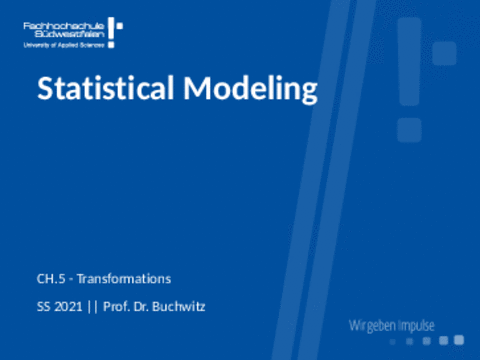 Fachhochschule
Südwestfalen
University of Applied Sciences
Statistical Modeling
CH.5 - Transformations
SS 2021 || Prof. Dr. Buchwitz
Wir geben Impulse